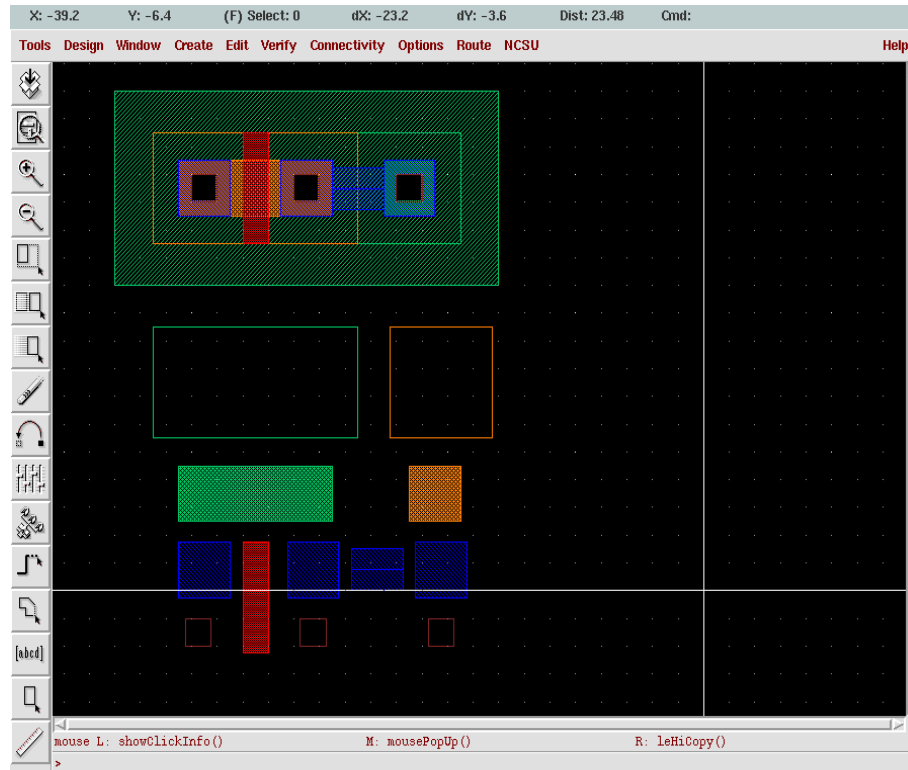 X: -39.2 Y: -6.4 (F) Select: 0 dX: -23.2 dY: -3.6 Dist: 23.48 Cmd:
Tools Design Window Create Edit Verify Connectivity Options Route NCSU Help
[abcd]
mouse L: showClickInfo() M: mousePopUp() R: leHiCopy()
>